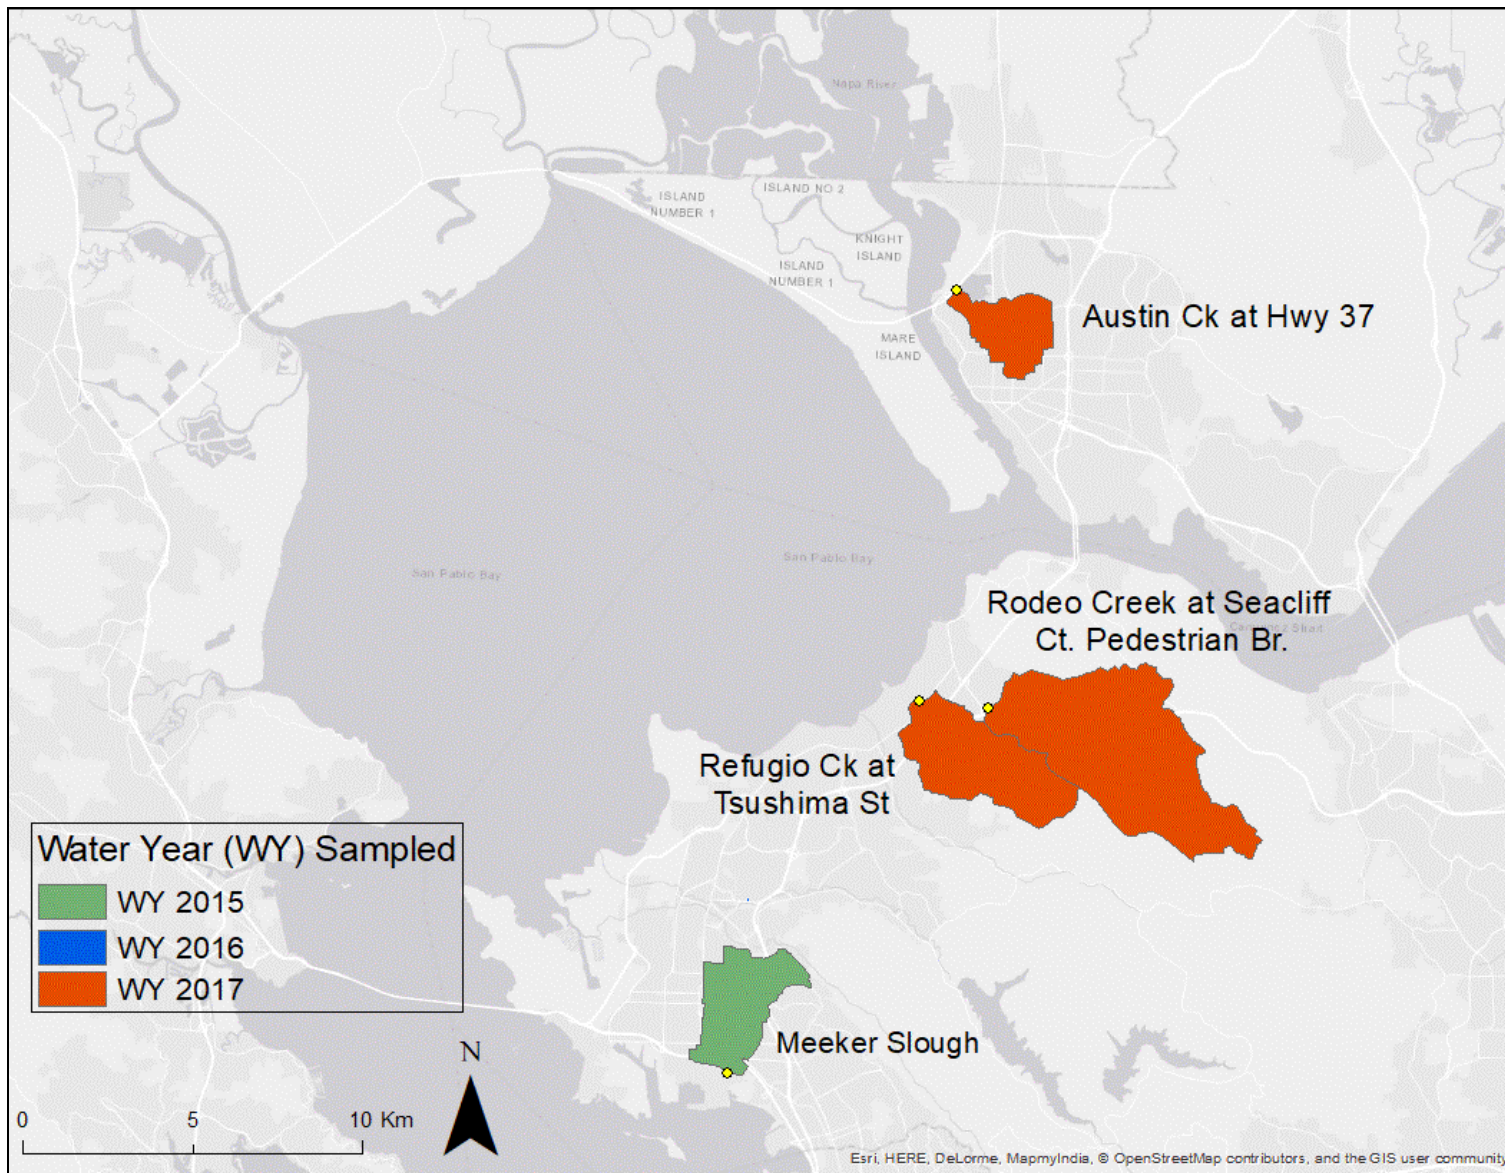 Napa River
ISLAND NO 2
ISLAND
NUMBER 1
KNIGHT
ISLAND
ISLAND
NUMBER 1
Austin Ck at Hwy 37
MARE
ISLAND
San Pablo Bay
San Pablo Bay
Rodeo Creek at Seacliff
Ct. Pedestrian Br.
Carquinez Strait
Refugio Ck at
Tsushima St
Water Year (WY) Sampled
WY 2015
WY 2016
WY 2017
Meeker Slough
N
0 5 10 Km
Esri, HERE, DeLorme, MapmyIndia, © OpenStreetMap contributors, and the GIS user community